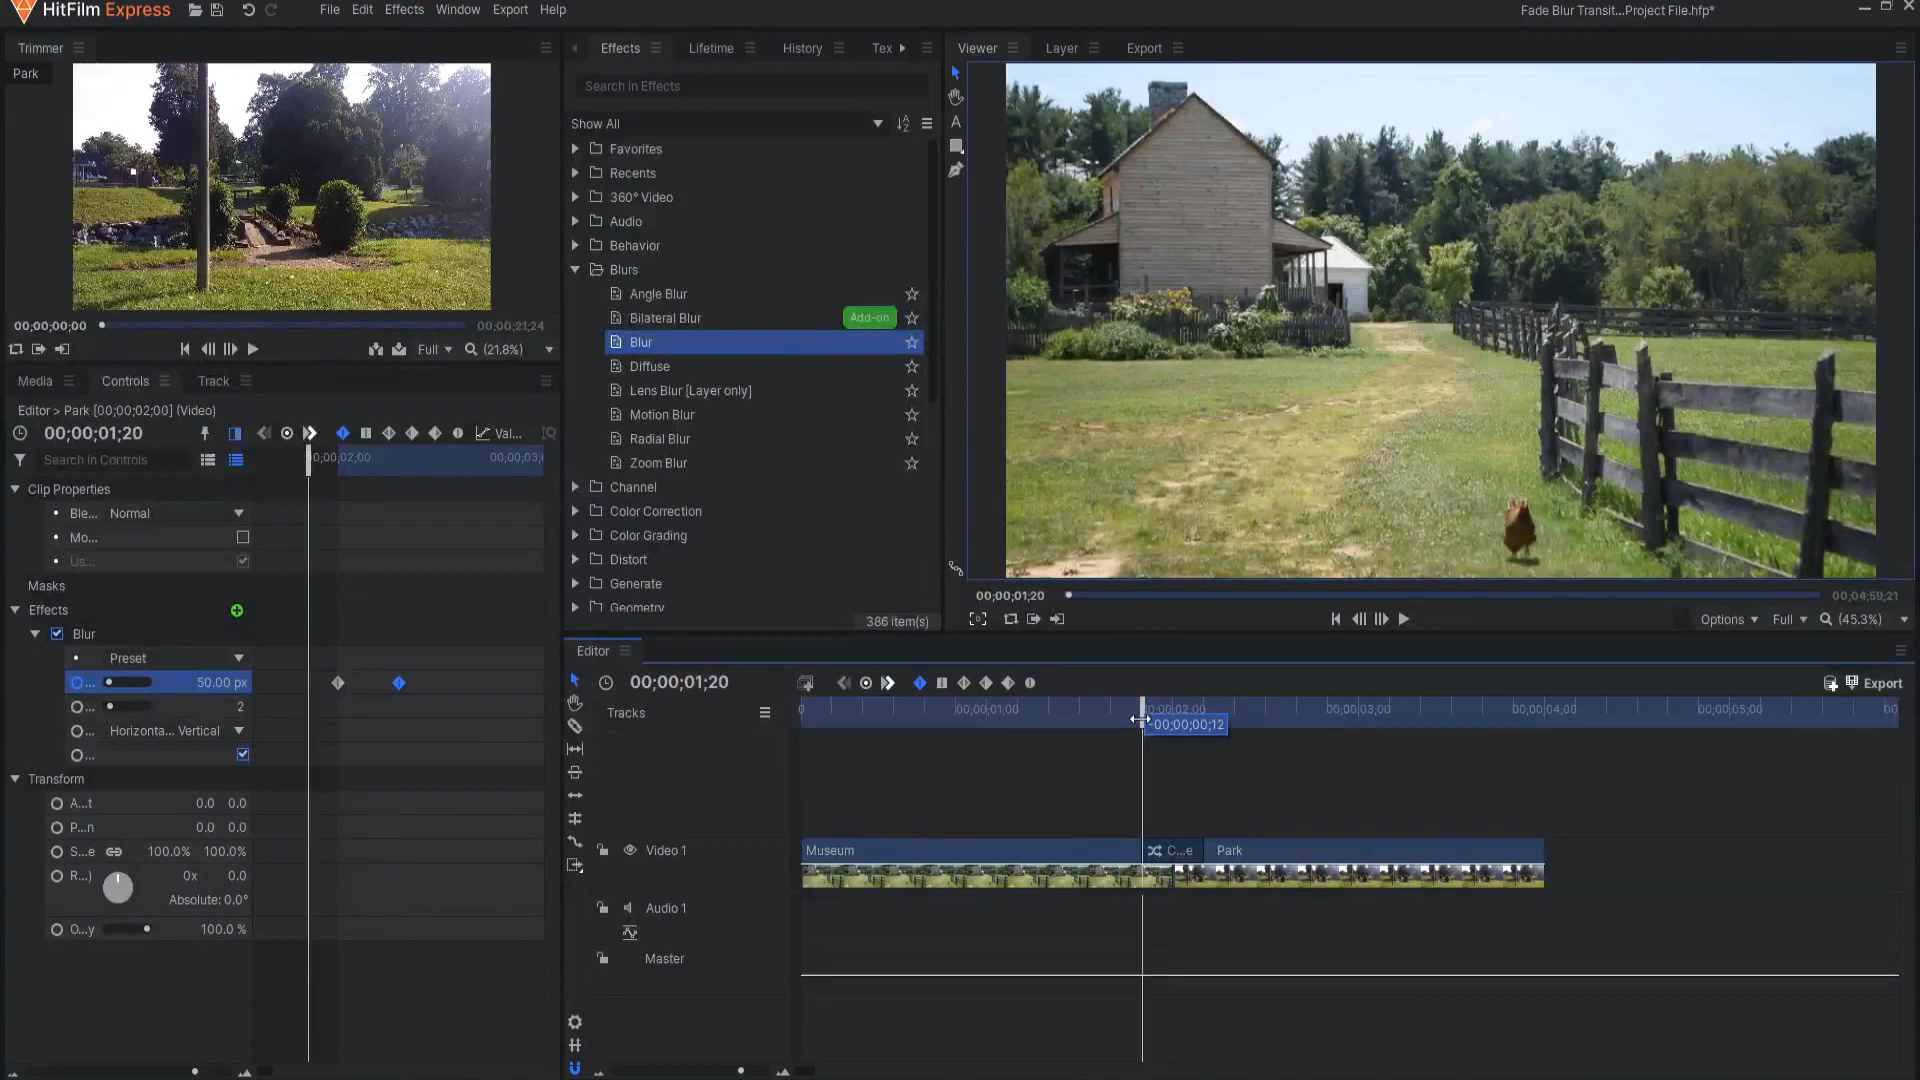 HitFilm Express
File Edit Effects Window Export Help
Fade Blur Transit...Project File.hfp*
Trimmer
Park
00;00;00;00
00;00;21;24
Full
(21.8%)
Media Controls Track
Editor > Park [00;00;02;00] (Video)
00;00;01;20
Val...
Search in Controls
00;00;02;00
00;00;03;
Clip Properties
Ble... Normal
Mo...
Us...
Masks
Effects
Blur
Preset
... 50.00 px
... 2
... Horizonta... Vertical
...
Transform
A...t 0.0 0.0
P...n 0.0 0.0
S...e 100.0% 100.0%
R...) 0x 0.0
Absolute: 0.0°
O...y 100.0 %
Effects Lifetime History Tex
Search in Effects
Show All
Favorites
Recents
360° Video
Audio
Behavior
Blurs
Angle Blur
Bilateral Blur Add-on
Blur
Diffuse
Lens Blur [Layer only]
Motion Blur
Radial Blur
Zoom Blur
Channel
Color Correction
Color Grading
Distort
Generate
Geometry
386 item(s)
Viewer Layer Export
A
00;00;01;20
00;04;59;21
Options Full (45.3%)
Editor
00;00;01;20
Export
Tracks
0 00;00;01;00 00;00;02;00 00;00;03;00 00;00;04;00 00;00;05;00 00
-00;00;00;12
Video 1
Museum C...e Park
Audio 1
Master